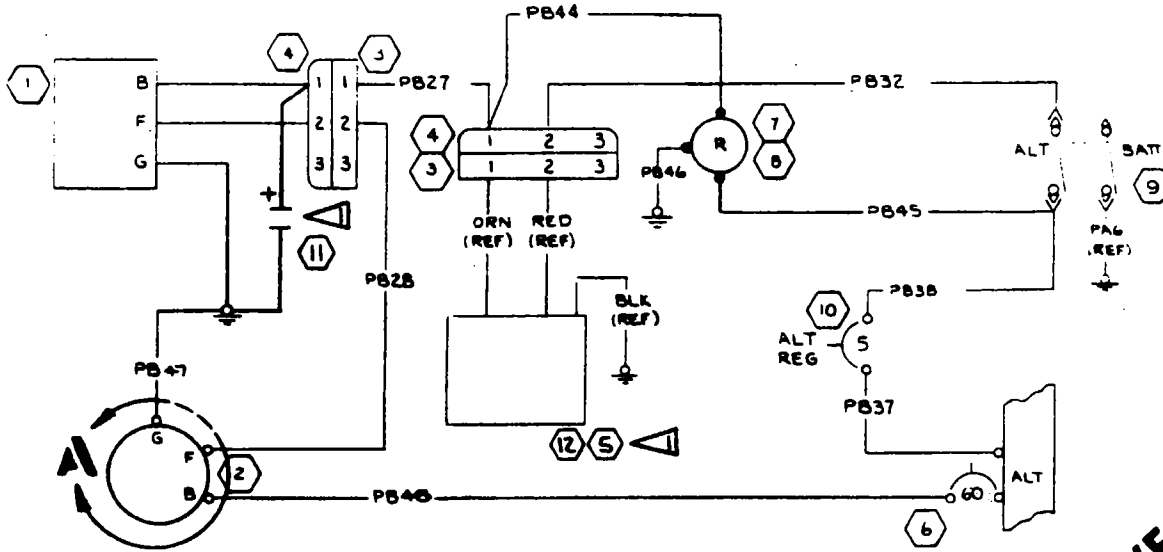 PB44
4
3
1
B
1
1
PB27
PB32
F
2
2
4
1
2
3
7
G
3
3
3
1
2
3
R
8
ALT
BATT
9
+
PB46
11
ORN
(REF)
RED
(REF)
PB45
PA6
(REF)
PB28
BLK
(REF)
PB38
10
ALT
REG
5
PB47
PB37
12
5
1
G
F
2
B
PB48
60
ALT
6